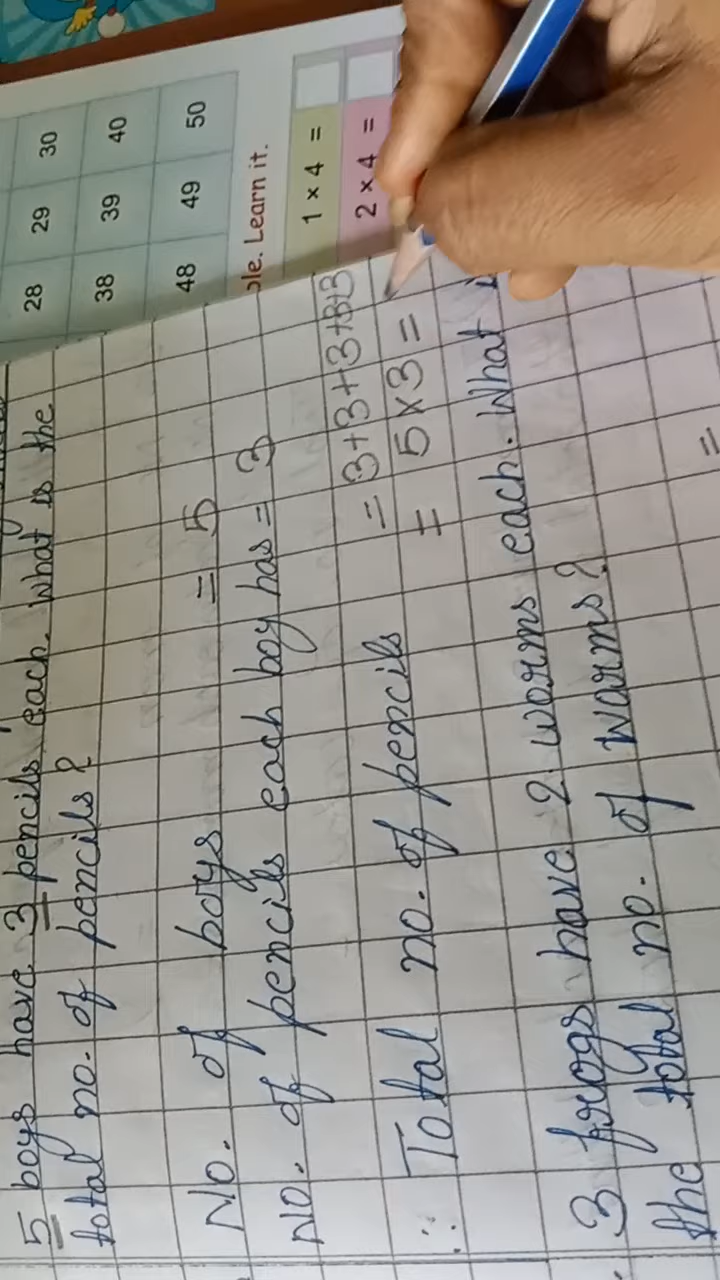 28 29 30
38 39 40
48 49 50
ble. Learn it.
1 × 4 =
2 × 4 =
5 boys have 3 pencils each. What is the
total no. of pencils?
No. of boys = 5
No. of pencils each boy has = 3
∴ Total no. of pencils = 3+3+3+3+3
= 5×3 =
3 frogs have 2 worms each. What
the total no. of warms?
=